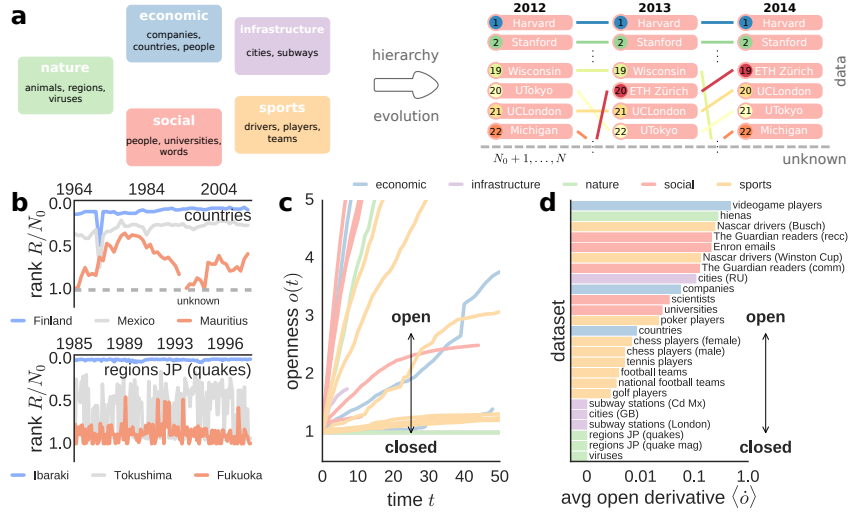 a
economic
companies,
countries, people
infrastructure
cities, subways
nature
animals, regions,
viruses
social
people, universities,
words
sports
drivers, players,
teams
hierarchy
evolution
2012
2013
2014
1 Harvard
1 Harvard
1 Harvard
2 Stanford
2 Stanford
2 Stanford
19 Wisconsin
19 Wisconsin
19 ETH Zürich
20 UTokyo
20 ETH Zürich
20 UCLondon
21 UCLondon
21 UCLondon
21 UTokyo
22 Michigan
22 UTokyo
22 Michigan
data
N₀ + 1, . . . , N
unknown
b
1964
1984
2004
0.0
0.5
1.0
rank R/N₀
countries
unknown
Finland
Mexico
Mauritius
1985
1989
1993
1996
0.0
0.5
1.0
rank R/N₀
regions JP (quakes)
Ibaraki
Tokushima
Fukuoka
economic
infrastructure
nature
social
sports
c
5
4
3
2
1
openness o(t)
open
closed
0
10
20
30
40
50
time t
d
dataset
videogame players
hienas
Nascar drivers (Busch)
The Guardian readers (recc)
Enron emails
Nascar drivers (Winston Cup)
The Guardian readers (comm)
cities (RU)
companies
scientists
universities
poker players
countries
chess players (female)
chess players (male)
tennis players
football teams
national football teams
golf players
subway stations (Cd Mx)
cities (GB)
subway stations (London)
regions JP (quakes)
regions JP (quake mag)
viruses
open
closed
0.0
0.01
0.1
1.0
avg open derivative ⟨ȯ⟩